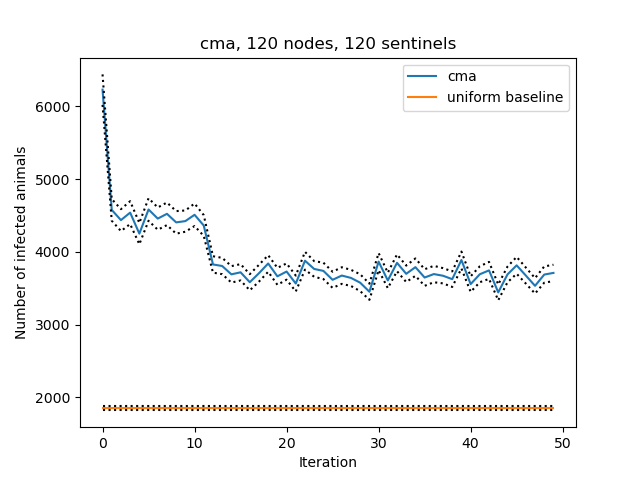 cma, 120 nodes, 120 sentinels
cma
uniform baseline
Number of infected animals
6000
5000
4000
3000
2000
0 10 20 30 40 50
Iteration